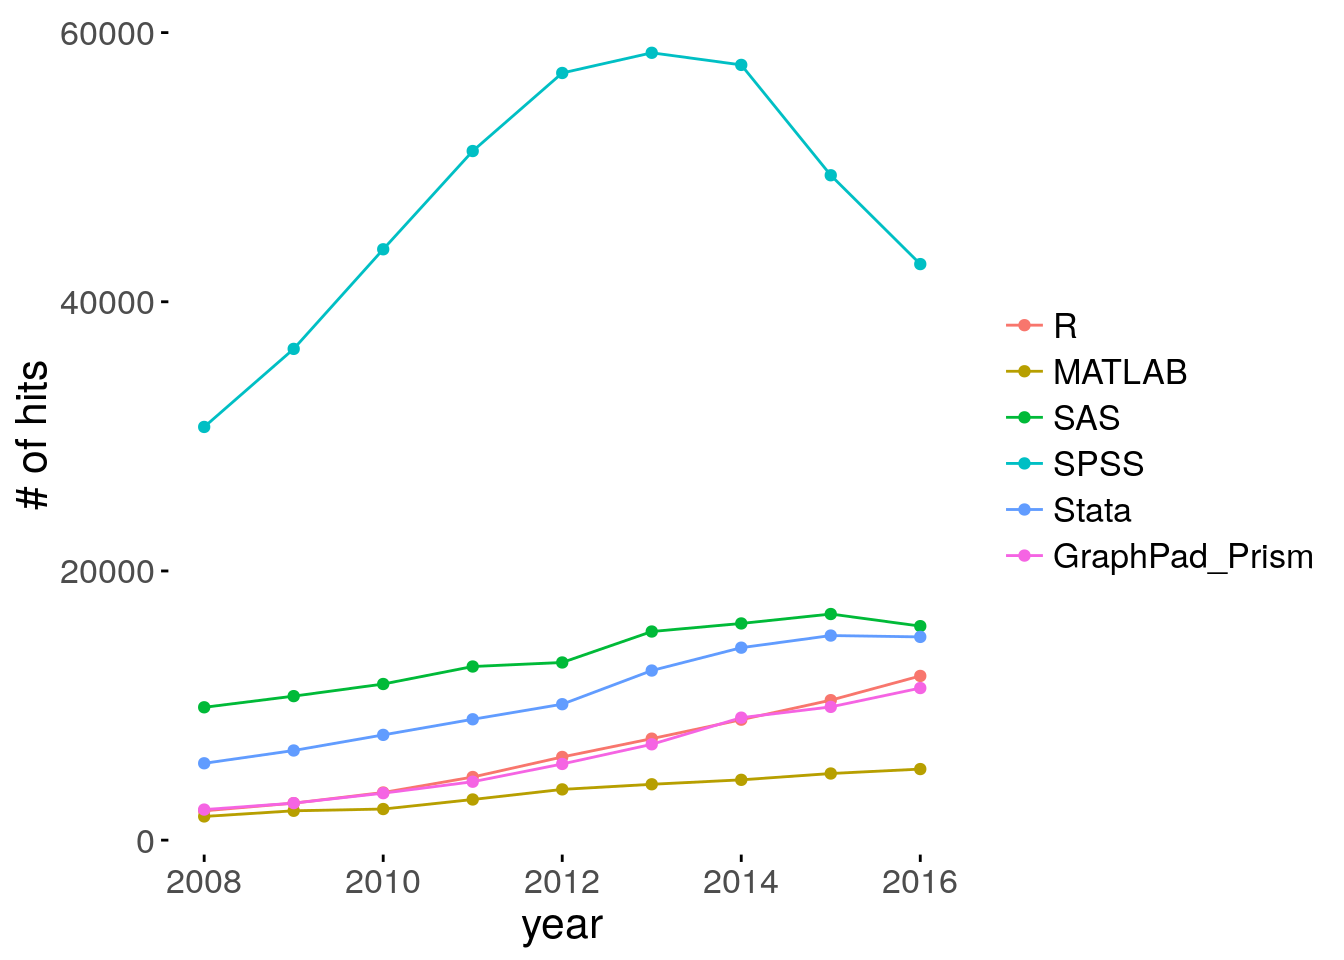 60000
40000
20000
0
# of hits
2008 2010 2012 2014 2016
year
R
MATLAB
SAS
SPSS
Stata
GraphPad_Prism